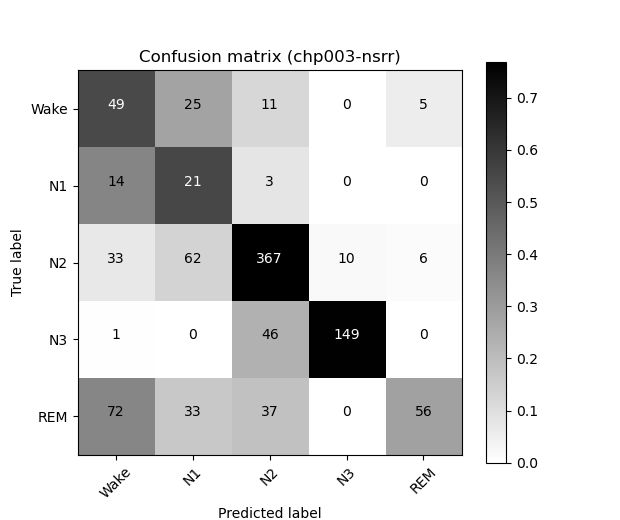 Confusion matrix (chp003-nsrr)
True label
Wake 49 25 11 0 5
N1 14 21 3 0 0
N2 33 62 367 10 6
N3 1 0 46 149 0
REM 72 33 37 0 56
Wake N1 N2 N3 REM
Predicted label
0.7
0.6
0.5
0.4
0.3
0.2
0.1
0.0